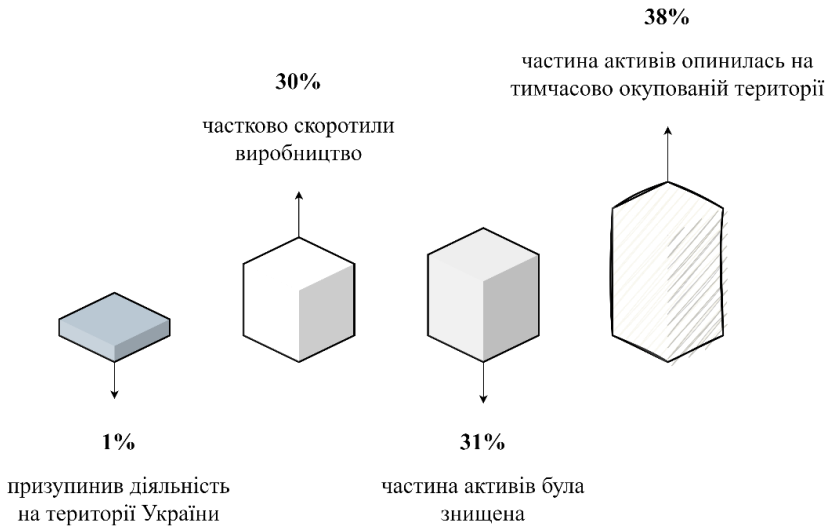 38%
частина активів опинилась на
тимчасово окупованій території
30%
частково скоротили
виробництво
1%
призупинив діяльність
на території України
31%
частина активів була
знищена